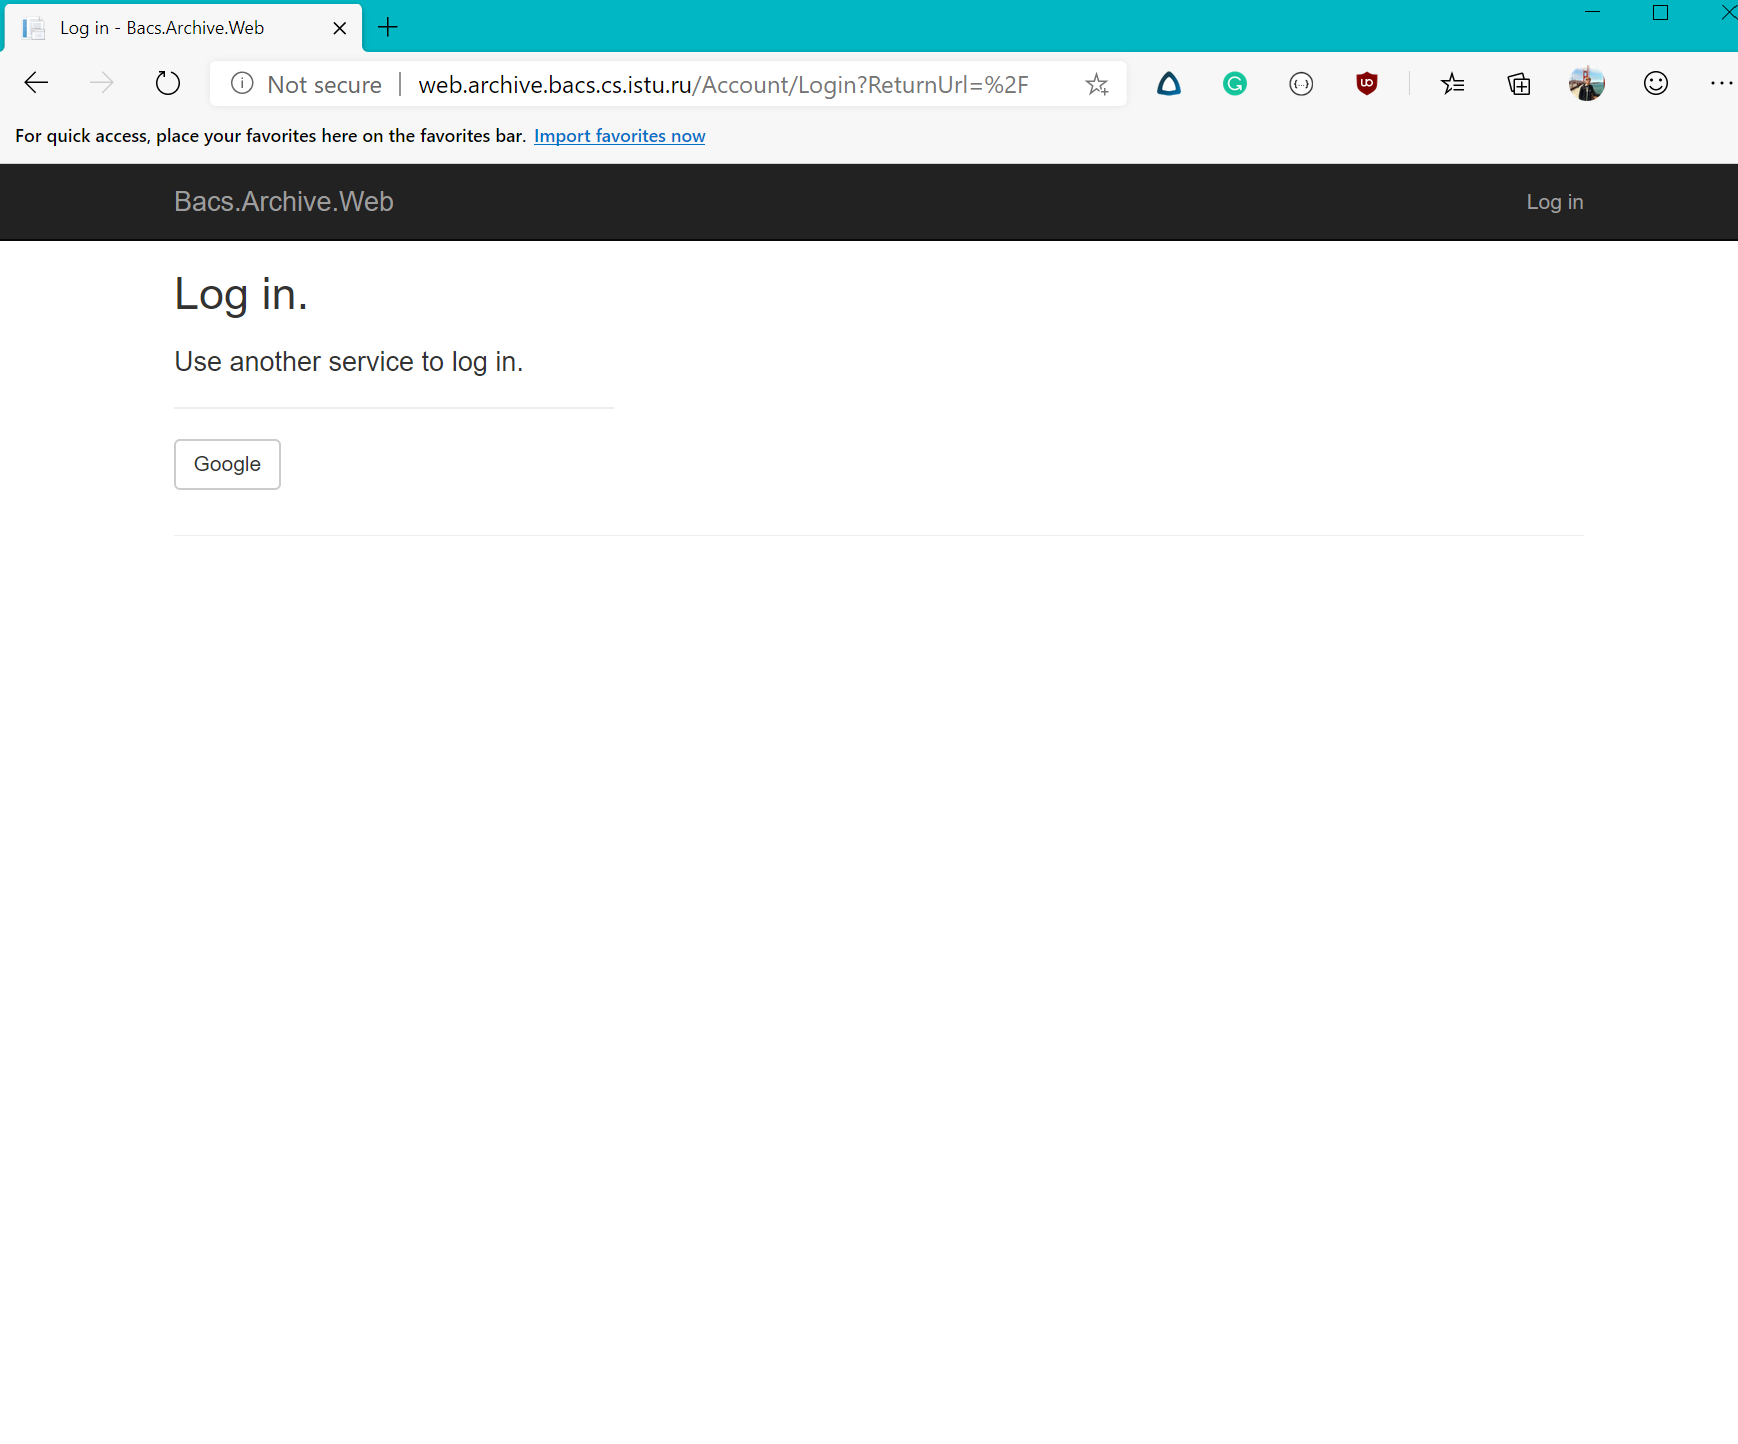 Log in - Bacs.Archive.Web
Not secure | web.archive.bacs.cs.istu.ru/Account/Login?ReturnUrl=%2F
For quick access, place your favorites here on the favorites bar. Import favorites now
Bacs.Archive.Web
Log in
Log in.
Use another service to log in.
Google